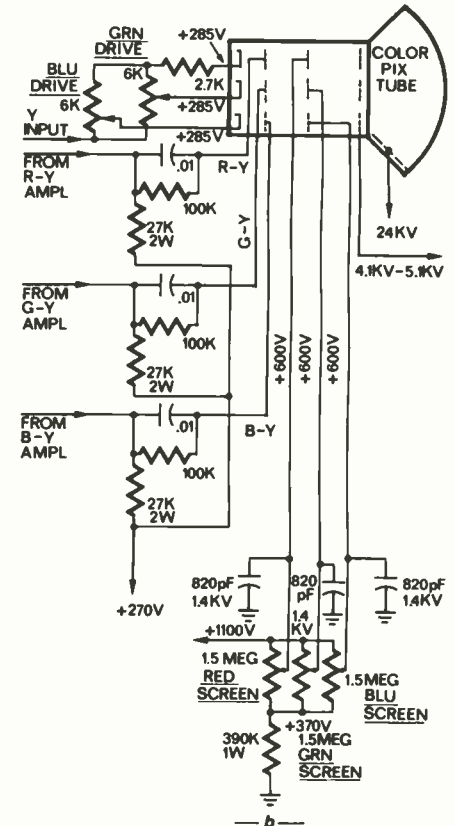 GRN
DRIVE
+285V
BLU
DRIVE
6K
2.7K
6K
+285V
Y
INPUT
+285V
COLOR
PIX
TUBE
FROM
R-Y
AMPL
.01
R-Y
100K
27K
2W
G-Y
24KV
4.1KV-5.1KV
FROM
G-Y
AMPL
.01
100K
27K
2W
+600V
+600V
+600V
FROM
B-Y
AMPL
.01
B-Y
100K
27K
2W
+270V
820pF
1.4KV
820
pF
1.4
KV
820pF
1.4KV
+1100V
1.5 MEG
RED
SCREEN
1.5MEG
BLU
SCREEN
390K
1W
+370V
1.5MEG
GRN
SCREEN
— b —